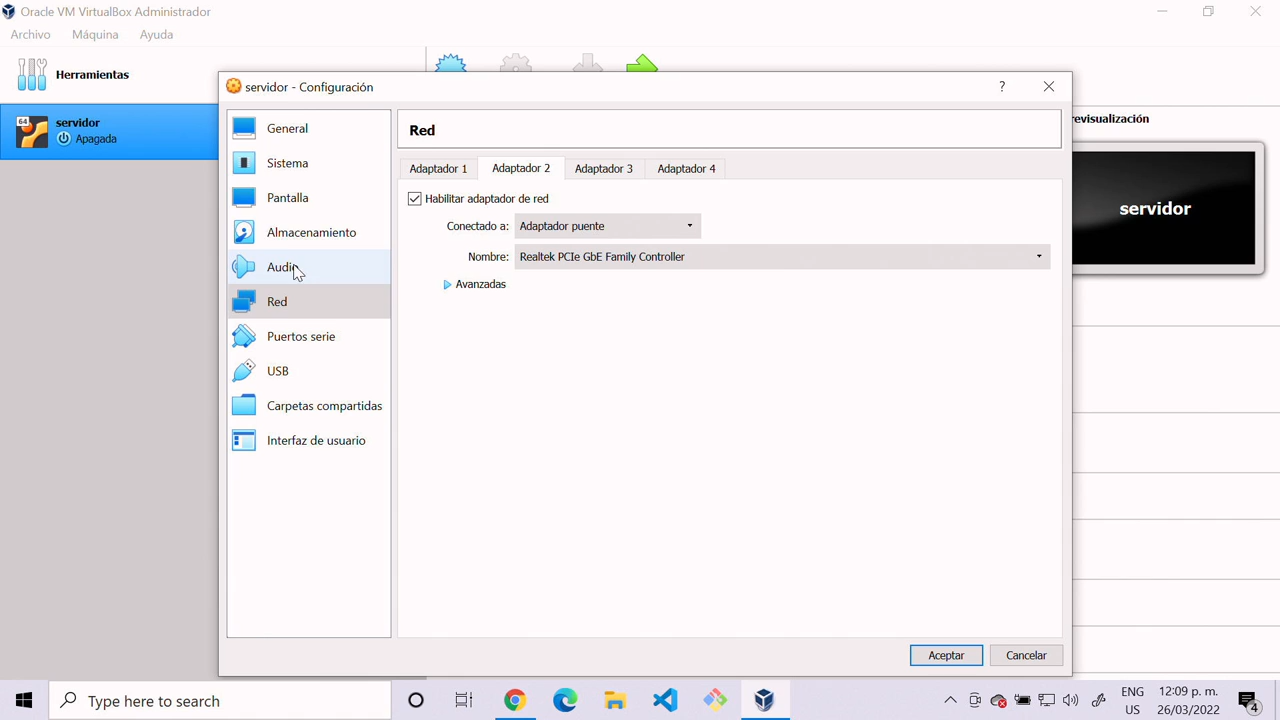 Oracle VM VirtualBox Administrador
Archivo Máquina Ayuda
Herramientas
64 servidor
Apagada
servidor - Configuración
?
General
Sistema
Pantalla
Almacenamiento
Audio
Red
Puertos serie
USB
Carpetas compartidas
Interfaz de usuario
Red
Adaptador 1 Adaptador 2 Adaptador 3 Adaptador 4
Habilitar adaptador de red
Conectado a: Adaptador puente
Nombre: Realtek PCIe GbE Family Controller
Avanzadas
Aceptar Cancelar
revisualización
servidor
Type here to search
ENG
US
12:09 p. m.
26/03/2022
4